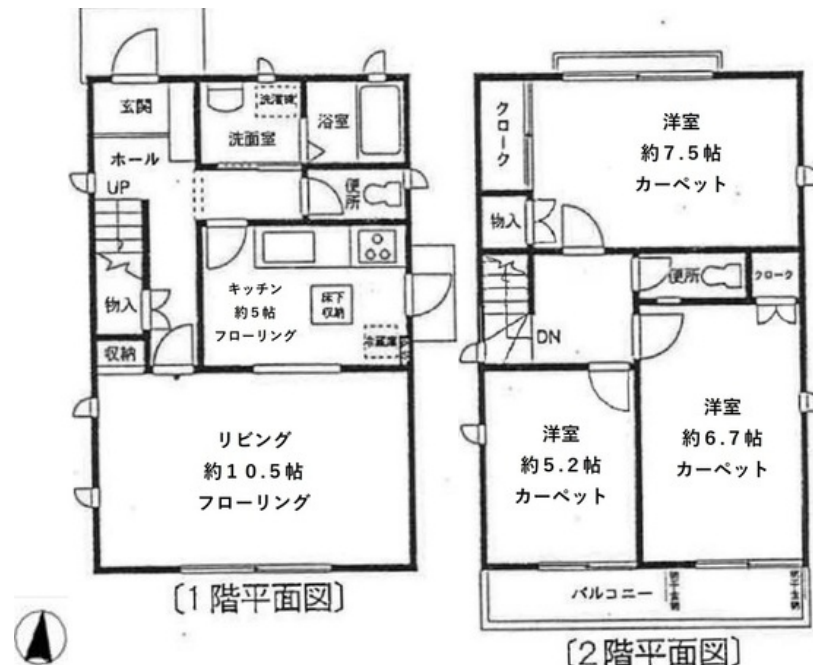 玄関
ホール
UP
物入
収納
洗濯機
洗面室
浴室
便所
キッチン
約5帖
フローリング
床下
収納
冷蔵庫
リビング
約10.5帖
フローリング
〔1階平面図〕
クローク
洋室
約7.5帖
カーペット
物入
便所
クローク
DN
洋室
約5.2帖
カーペット
洋室
約6.7帖
カーペット
バルコニー
〔2階平面図〕